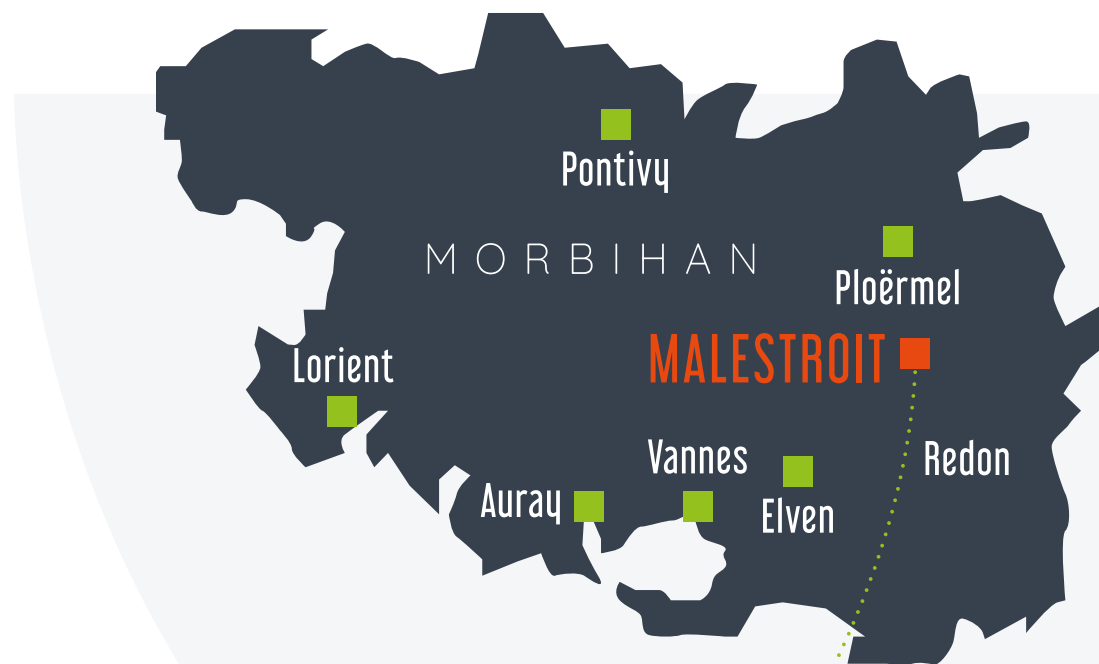 Pontivy
MORBIHAN
Ploërmel
MALESTROIT
Lorient
Vannes
Redon
Auray
Elven